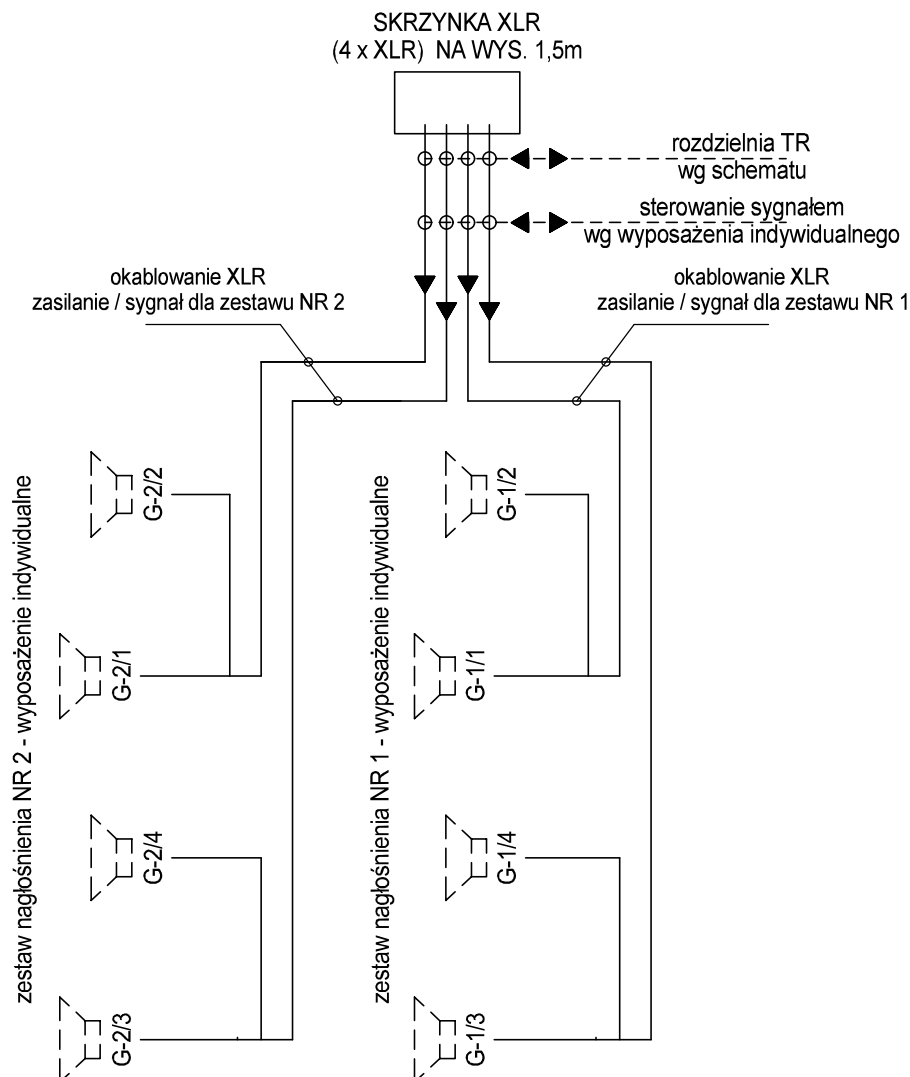 SKRZYNKA XLR
(4 x XLR) NA WYS. 1,5m
rozdzielnia TR
wg schematu
sterowanie sygnałem
wg wyposażenia indywidualnego
okablowanie XLR
zasilanie / sygnał dla zestawu NR 2
okablowanie XLR
zasilanie / sygnał dla zestawu NR 1
zestaw nagłośnienia NR 2 - wyposażenie indywidualne
G-2/2
G-2/1
G-2/4
G-2/3
zestaw nagłośnienia NR 1 - wyposażenie indywidualne
G-1/2
G-1/1
G-1/4
G-1/3